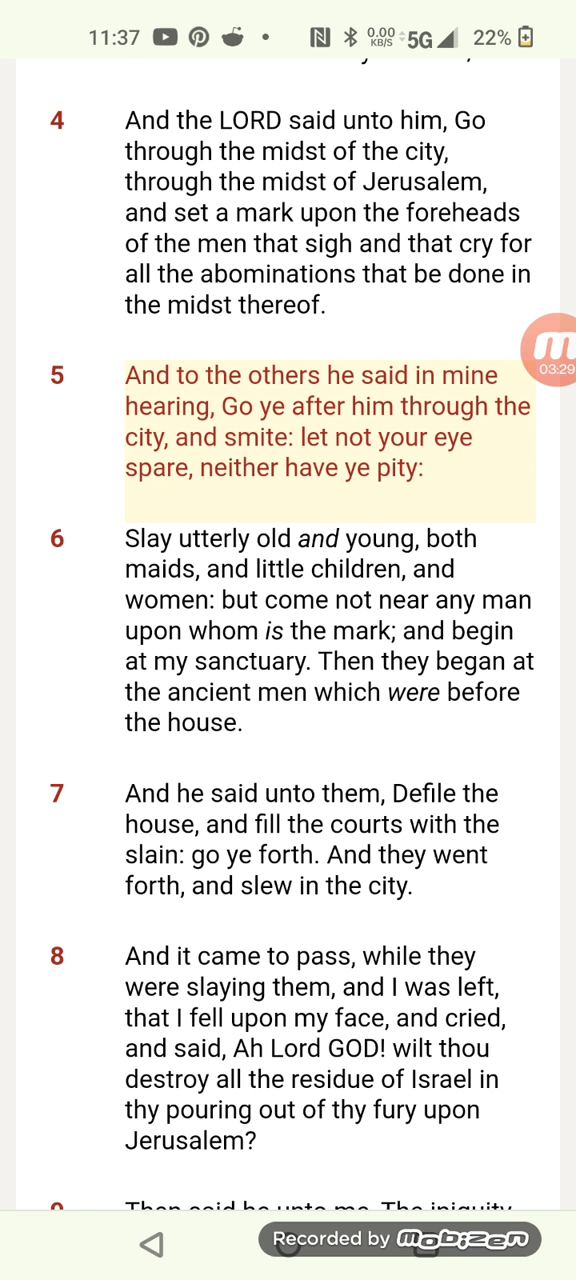 11:37 0.00 KB/S 5G 22%
4 And the LORD said unto him, Go
through the midst of the city,
through the midst of Jerusalem,
and set a mark upon the foreheads
of the men that sigh and that cry for
all the abominations that be done in
the midst thereof.
03:29
5 And to the others he said in mine
hearing, Go ye after him through the
city, and smite: let not your eye
spare, neither have ye pity:
6 Slay utterly old and young, both
maids, and little children, and
women: but come not near any man
upon whom is the mark; and begin
at my sanctuary. Then they began at
the ancient men which were before
the house.
7 And he said unto them, Defile the
house, and fill the courts with the
slain: go ye forth. And they went
forth, and slew in the city.
8 And it came to pass, while they
were slaying them, and I was left,
that I fell upon my face, and cried,
and said, Ah Lord GOD! wilt thou
destroy all the residue of Israel in
thy pouring out of thy fury upon
Jerusalem?
9 Then said he unto me, The iniquity
Recorded by mobizen